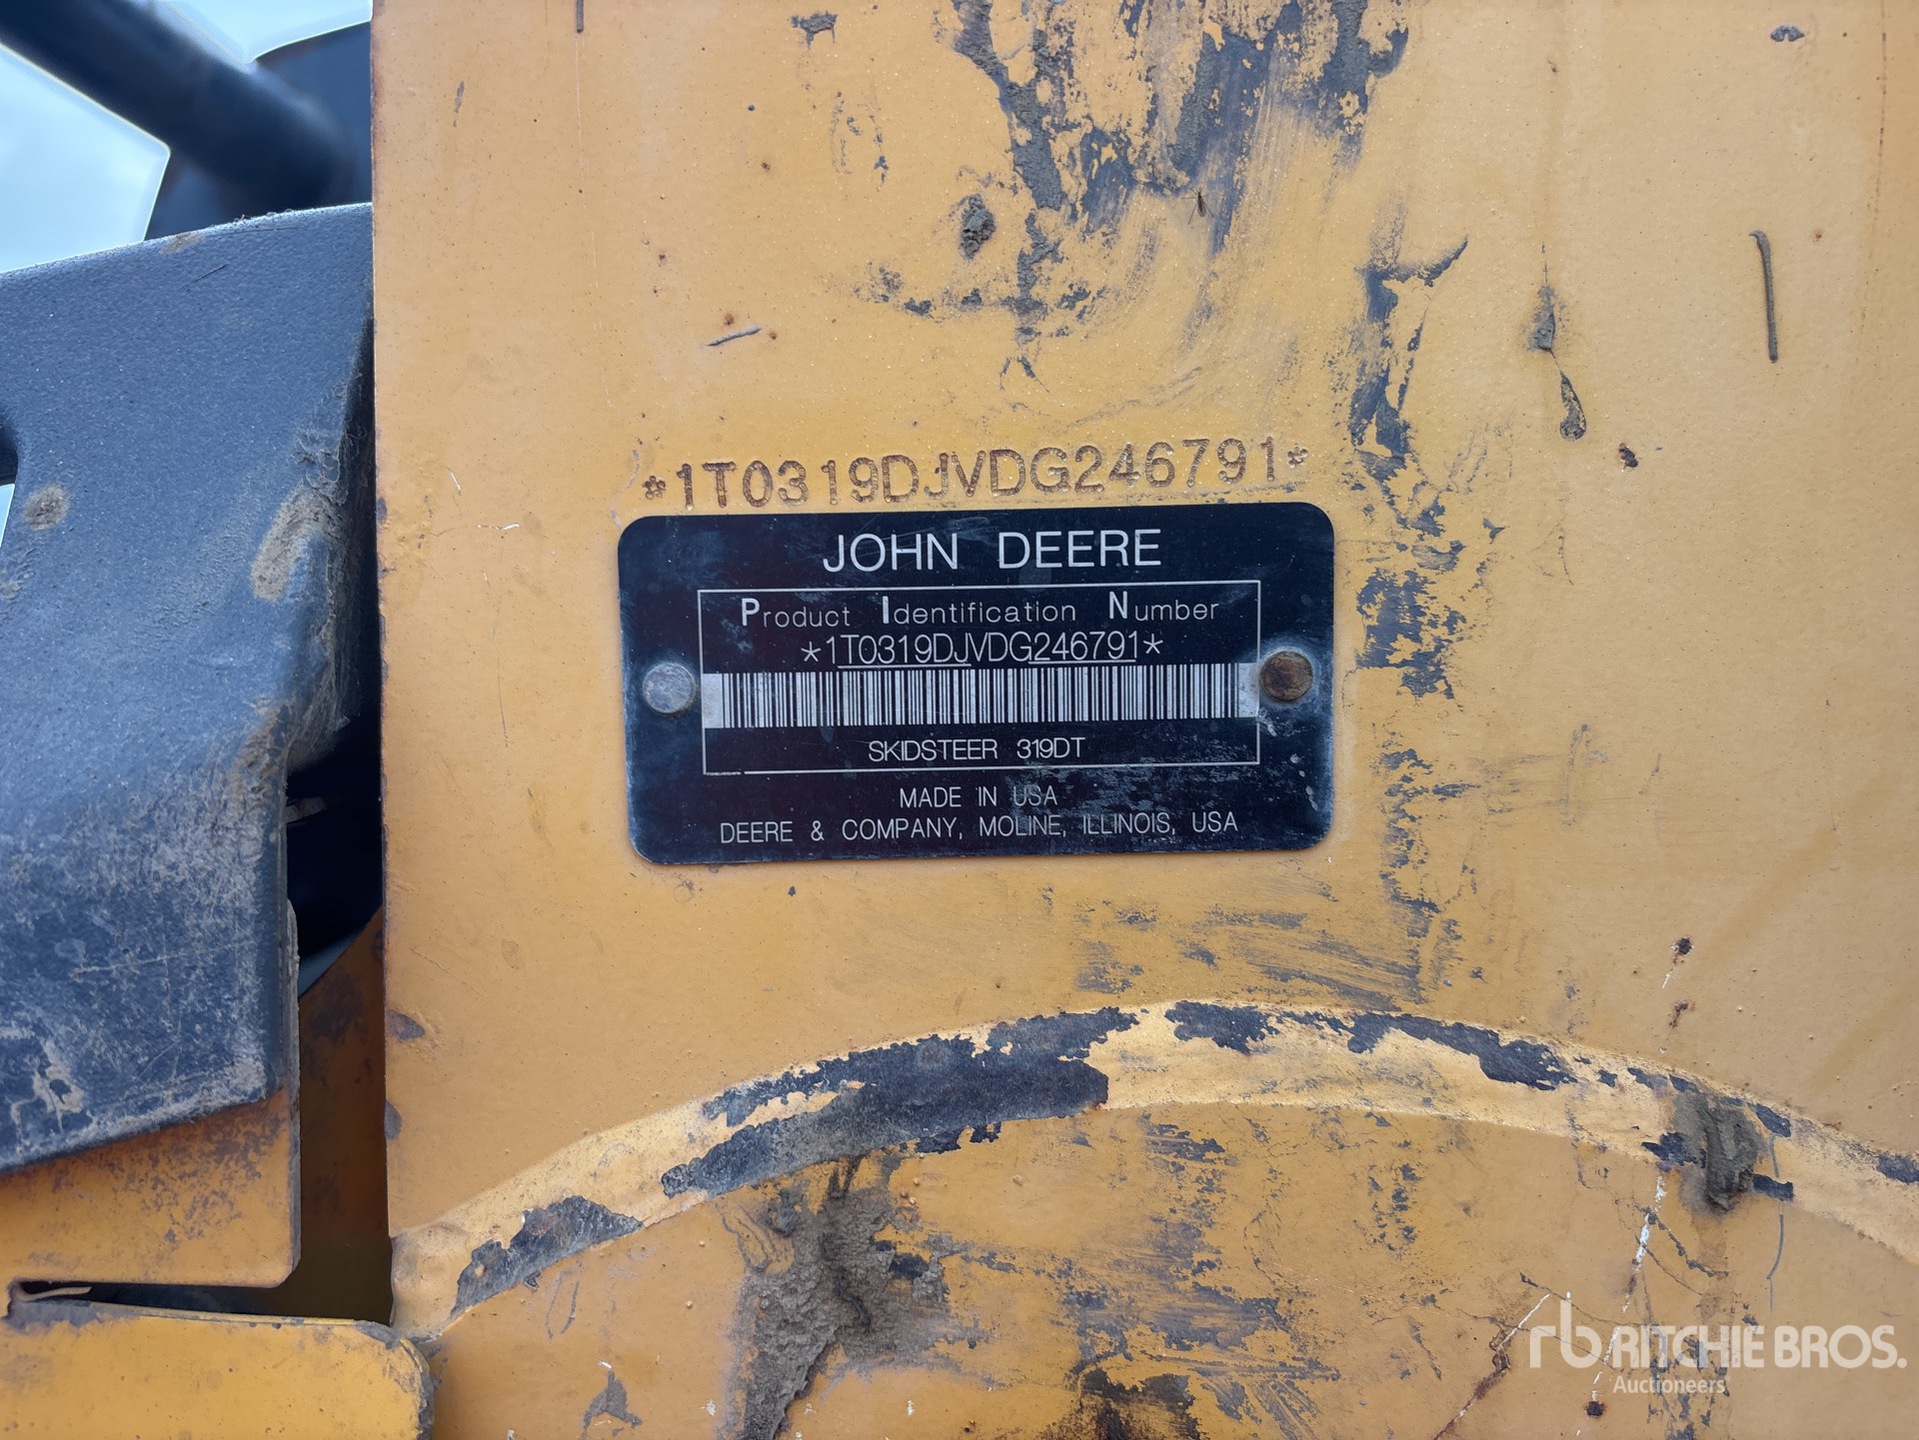 *1T0319DJVDG246791*
JOHN DEERE
Product Identification Number
*1T0319DJVDG246791*
SKIDSTEER 319DT
MADE IN USA
DEERE & COMPANY, MOLINE, ILLINOIS, USA
rb RITCHIE BROS.
Auctioneers